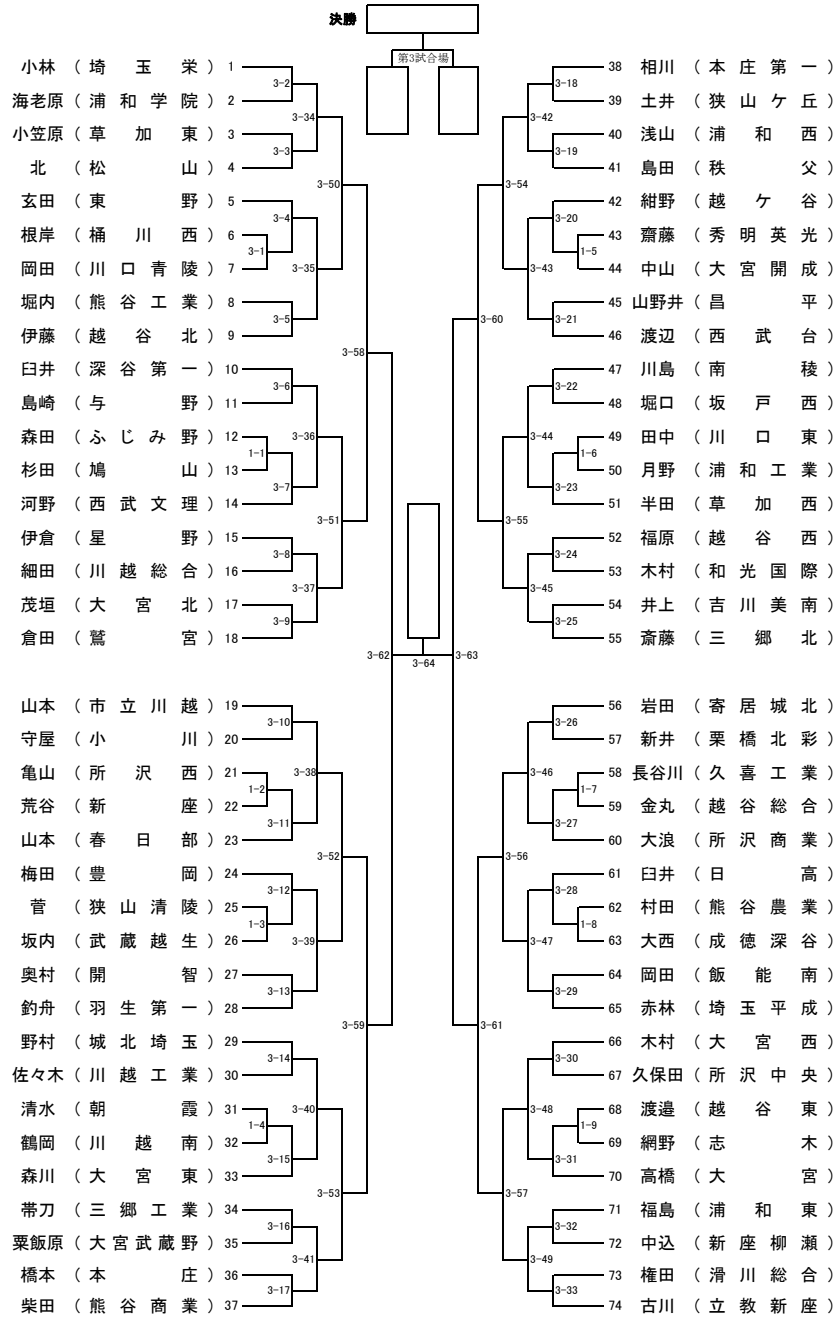 決勝
第3試合場
小林 （ 埼 玉 栄 ） 1
海老原 （ 浦 和 学 院 ） 2
小笠原 （ 草 加 東 ） 3
北 （ 松 山 ） 4
玄田 （ 東 野 ） 5
根岸 （ 桶 川 西 ） 6
岡田 （ 川 口 青 陵 ） 7
堀内 （ 熊 谷 工 業 ） 8
伊藤 （ 越 谷 北 ） 9
臼井 （ 深 谷 第 一 ） 10
島崎 （ 与 野 ） 11
森田 （ ふ じ み 野 ） 12
杉田 （ 鳩 山 ） 13
河野 （ 西 武 文 理 ） 14
伊倉 （ 星 野 ） 15
細田 （ 川 越 総 合 ） 16
茂垣 （ 大 宮 北 ） 17
倉田 （ 鷲 宮 ） 18
山本 （ 市 立 川 越 ） 19
守屋 （ 小 川 ） 20
亀山 （ 所 沢 西 ） 21
荒谷 （ 新 座 ） 22
山本 （ 春 日 部 ） 23
梅田 （ 豊 岡 ） 24
菅 （ 狭 山 清 陵 ） 25
坂内 （ 武 蔵 越 生 ） 26
奥村 （ 開 智 ） 27
釣舟 （ 羽 生 第 一 ） 28
野村 （ 城 北 埼 玉 ） 29
佐々木 （ 川 越 工 業 ） 30
清水 （ 朝 霞 ） 31
鶴岡 （ 川 越 南 ） 32
森川 （ 大 宮 東 ） 33
帯刀 （ 三 郷 工 業 ） 34
粟飯原 （ 大 宮 武 蔵 野 ） 35
橋本 （ 本 庄 ） 36
柴田 （ 熊 谷 商 業 ） 37
3-2
3-3
3-1
3-4
3-5
3-6
1-1
3-7
3-8
3-9
3-10
1-2
3-11
3-12
1-3
3-13
3-14
1-4
3-15
3-16
3-17
3-34
3-35
3-36
3-37
3-38
3-39
3-40
3-41
3-50
3-51
3-52
3-53
3-58
3-59
3-62
3-64
3-63
3-60
3-61
3-54
3-55
3-56
3-57
3-42
3-43
3-44
3-45
3-46
3-47
3-48
3-49
3-18
3-19
3-20
1-5
3-21
3-22
1-6
3-23
3-24
3-25
3-26
1-7
3-27
3-28
1-8
3-29
3-30
1-9
3-31
3-32
3-33
38 相川 （ 本 庄 第 一 ）
39 土井 （ 狭 山 ケ 丘 ）
40 浅山 （ 浦 和 西 ）
41 島田 （ 秩 父 ）
42 紺野 （ 越 ケ 谷 ）
43 齋藤 （ 秀 明 英 光 ）
44 中山 （ 大 宮 開 成 ）
45 山野井 （ 昌 平 ）
46 渡辺 （ 西 武 台 ）
47 川島 （ 南 稜 ）
48 堀口 （ 坂 戸 西 ）
49 田中 （ 川 口 東 ）
50 月野 （ 浦 和 工 業 ）
51 半田 （ 草 加 西 ）
52 福原 （ 越 谷 西 ）
53 木村 （ 和 光 国 際 ）
54 井上 （ 吉 川 美 南 ）
55 斎藤 （ 三 郷 北 ）
56 岩田 （ 寄 居 城 北 ）
57 新井 （ 栗 橋 北 彩 ）
58 長谷川 （ 久 喜 工 業 ）
59 金丸 （ 越 谷 総 合 ）
60 大浪 （ 所 沢 商 業 ）
61 臼井 （ 日 高 ）
62 村田 （ 熊 谷 農 業 ）
63 大西 （ 成 徳 深 谷 ）
64 岡田 （ 飯 能 南 ）
65 赤林 （ 埼 玉 平 成 ）
66 木村 （ 大 宮 西 ）
67 久保田 （ 所 沢 中 央 ）
68 渡邉 （ 越 谷 東 ）
69 網野 （ 志 木 ）
70 高橋 （ 大 宮 ）
71 福島 （ 浦 和 東 ）
72 中込 （ 新 座 柳 瀬 ）
73 権田 （ 滑 川 総 合 ）
74 古川 （ 立 教 新 座 ）